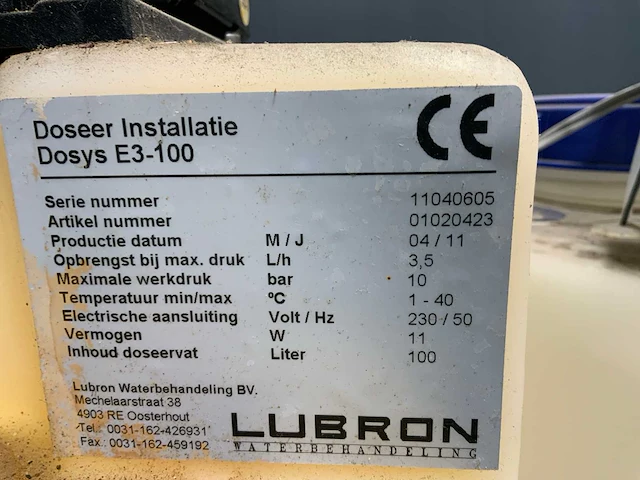 Doseer Installatie
Dosys E3-100
CE
Serie nummer 11040605
Artikel nummer 01020423
Productie datum M / J 04 / 11
Opbrengst bij max. druk L/h 3,5
Maximale werkdruk bar 10
Temperatuur min/max ºC 1 - 40
Electrische aansluiting Volt / Hz 230 / 50
Vermogen W 11
Inhoud doseervat Liter 100
Lubron Waterbehandeling BV.
Mechelaarstraat 38
4903 RE Oosterhout
Tel.: 0031-162-426931
Fax.: 0031-162-459192
LUBRON
WATERBEHANDELING